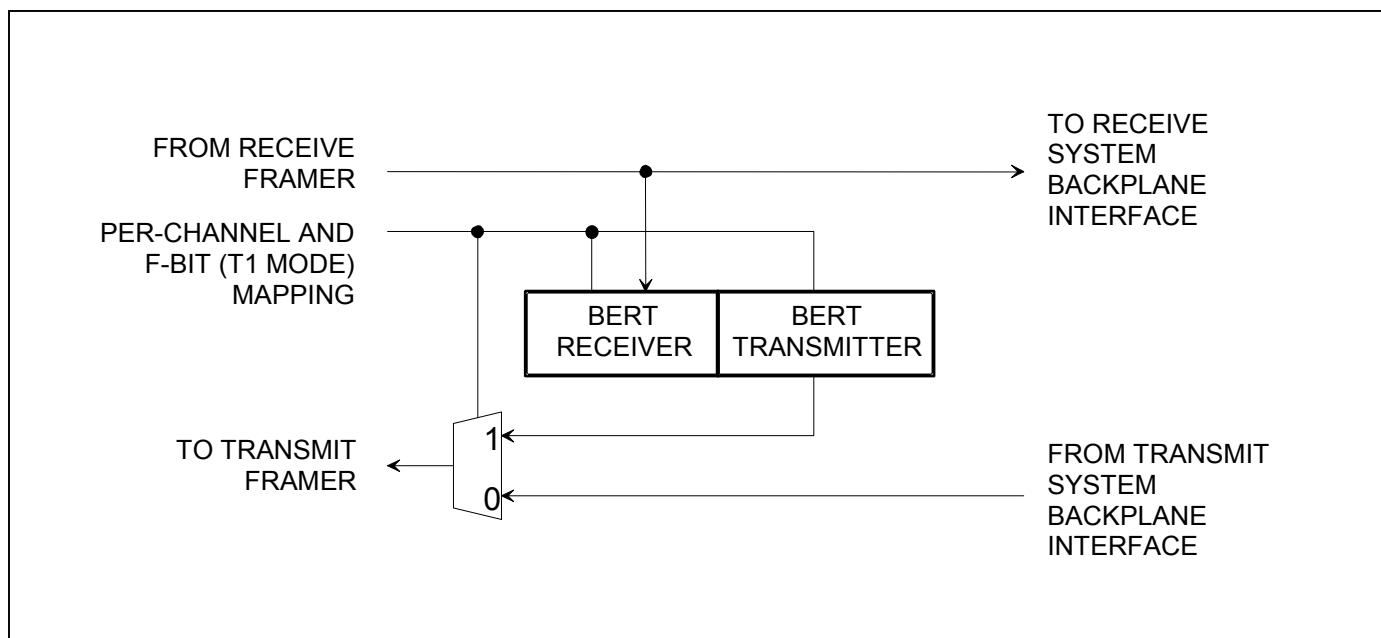 FROM RECEIVE
FRAMER
TO RECEIVE
SYSTEM
BACKPLANE
INTERFACE
PER-CHANNEL AND
F-BIT (T1 MODE)
MAPPING
BERT
RECEIVER
BERT
TRANSMITTER
TO TRANSMIT
FRAMER
1
0
FROM TRANSMIT
SYSTEM
BACKPLANE
INTERFACE